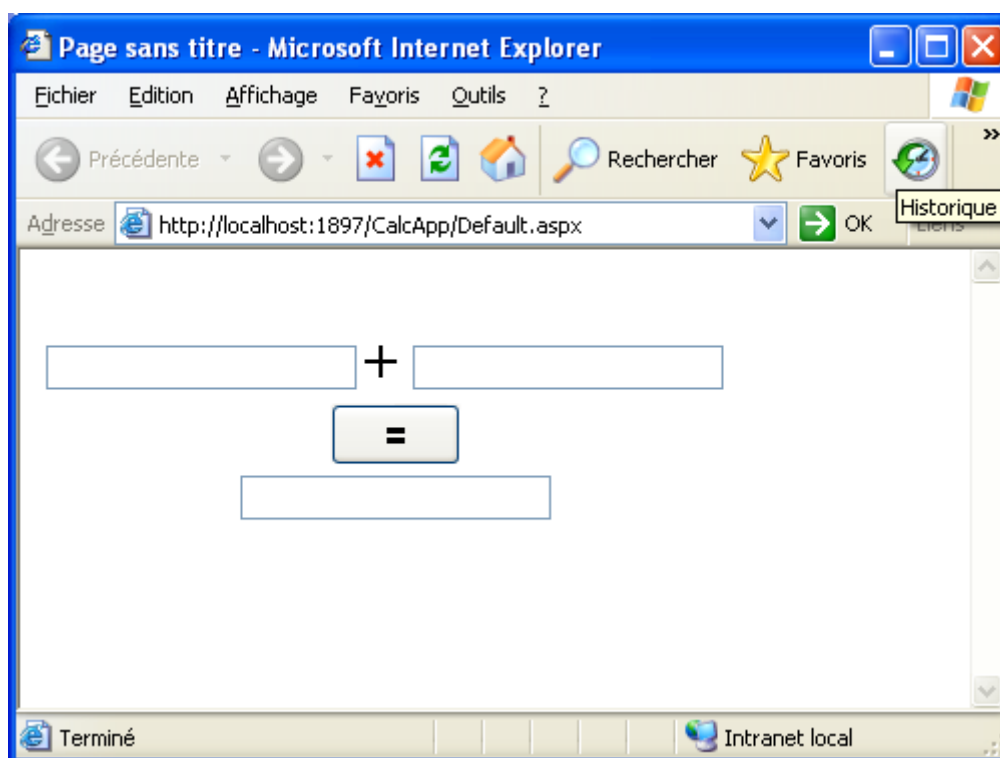 Page sans titre - Microsoft Internet Explorer
Fichier Edition Affichage Favoris Outils ?
Précédente Rechercher Favoris »
Historique
Adresse http://localhost:1897/CalcApp/Default.aspx OK Liens
+
=
Terminé Intranet local